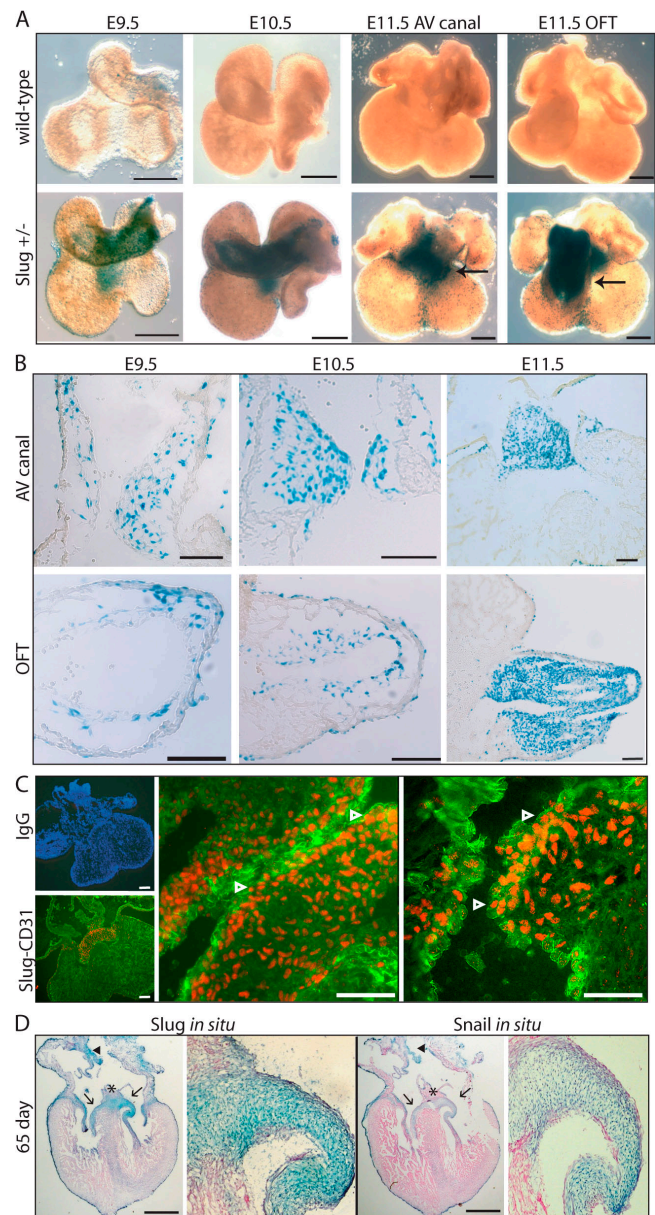 A
E9.5 E10.5 E11.5 AV canal E11.5 OFT
wild-type
Slug +/-
B
E9.5 E10.5 E11.5
AV canal
OFT
C
IgG
Slug-CD31
D
Slug in situ Snail in situ
65 day
* *